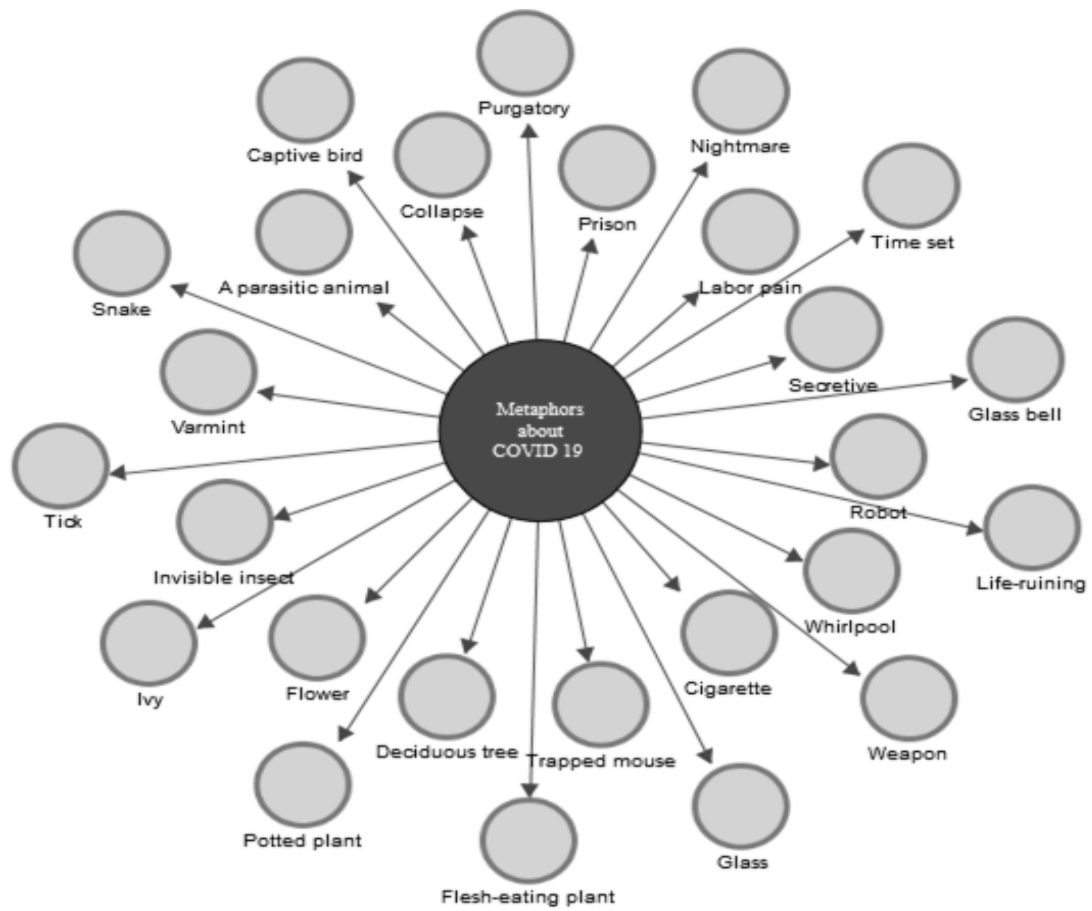 Purgatory
Nightmare
Captive bird
Collapse
Prison
Time set
A parasitic animal
Labor pain
Snake
Secretive
Glass bell
Varmint
Metaphors
about
COVID 19
Tick
Robot
Invisible insect
Life-ruining
Whirlpool
Ivy
Flower
Cigarette
Deciduous tree
Trapped mouse
Weapon
Potted plant
Glass
Flesh-eating plant